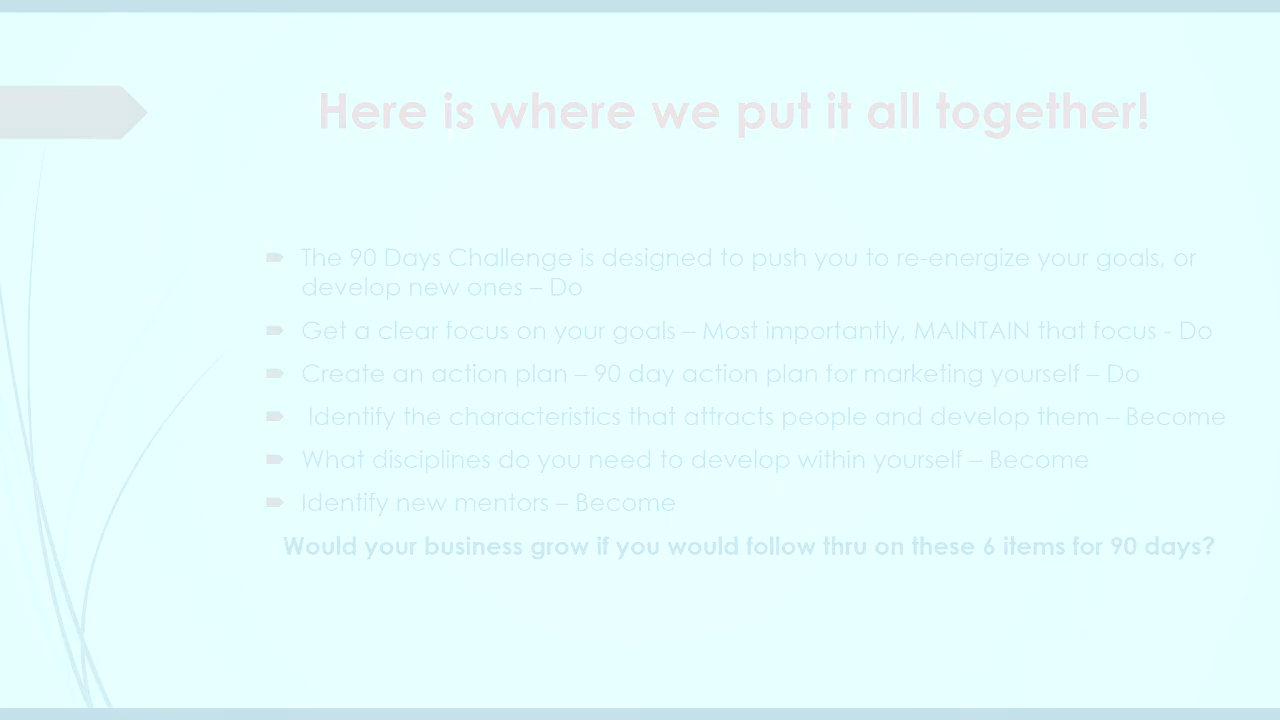 Here is where we put it all together!
The 90 Days Challenge is designed to push you to re-energize your goals, or
develop new ones – Do
Get a clear focus on your goals – Most importantly, MAINTAIN that focus - Do
Create an action plan – 90 day action plan for marketing yourself – Do
Identify the characteristics that attracts people and develop them – Become
What disciplines do you need to develop within yourself – Become
Identify new mentors – Become
Would your business grow if you would follow thru on these 6 items for 90 days?